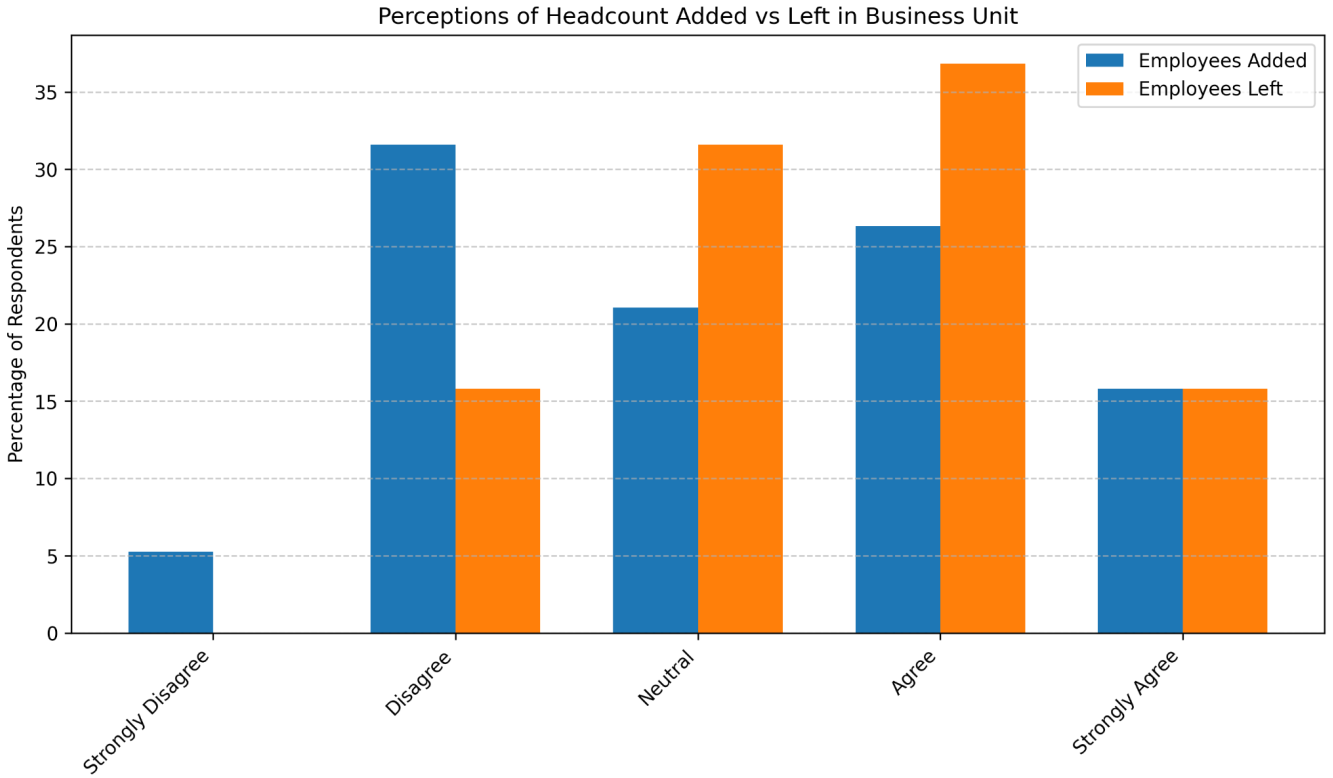 Perceptions of Headcount Added vs Left in Business Unit
Employees Added
Employees Left
Percentage of Respondents
35
30
25
20
15
10
5
0
Strongly Disagree
Disagree
Neutral
Agree
Strongly Agree